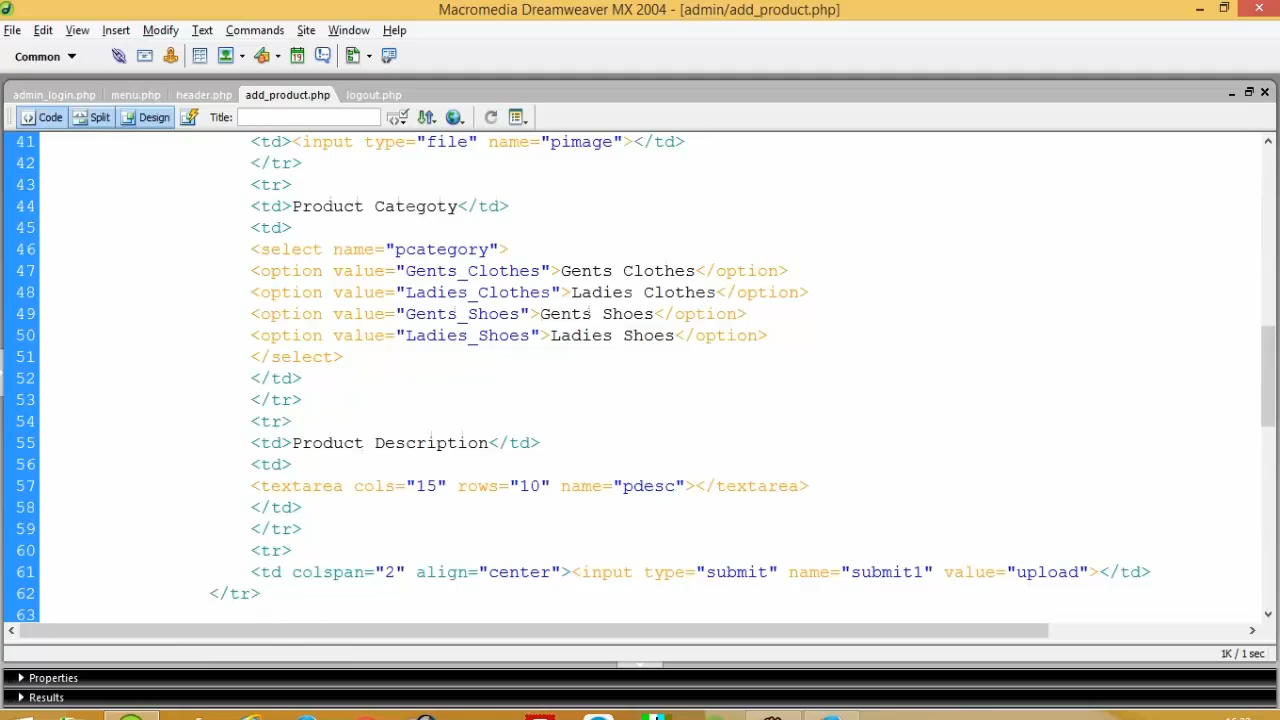 Macromedia Dreamweaver MX 2004 - [admin/add_product.php]
File Edit View Insert Modify Text Commands Site Window Help
Common
admin_login.php menu.php header.php add_product.php logout.php
Code Split Design Title:
41 <td><input type="file" name="pimage"></td>
42 </tr>
43 <tr>
44 <td>Product Categoty</td>
45 <td>
46 <select name="pcategory">
47 <option value="Gents_Clothes">Gents Clothes</option>
48 <option value="Ladies_Clothes">Ladies Clothes</option>
49 <option value="Gents_Shoes">Gents Shoes</option>
50 <option value="Ladies_Shoes">Ladies Shoes</option>
51 </select>
52 </td>
53 </tr>
54 <tr>
55 <td>Product Description</td>
56 <td>
57 <textarea cols="15" rows="10" name="pdesc"></textarea>
58 </td>
59 </tr>
60 <tr>
61 <td colspan="2" align="center"><input type="submit" name="submit1" value="upload"></td>
62 </tr>
63
1K / 1 sec
Properties
Results